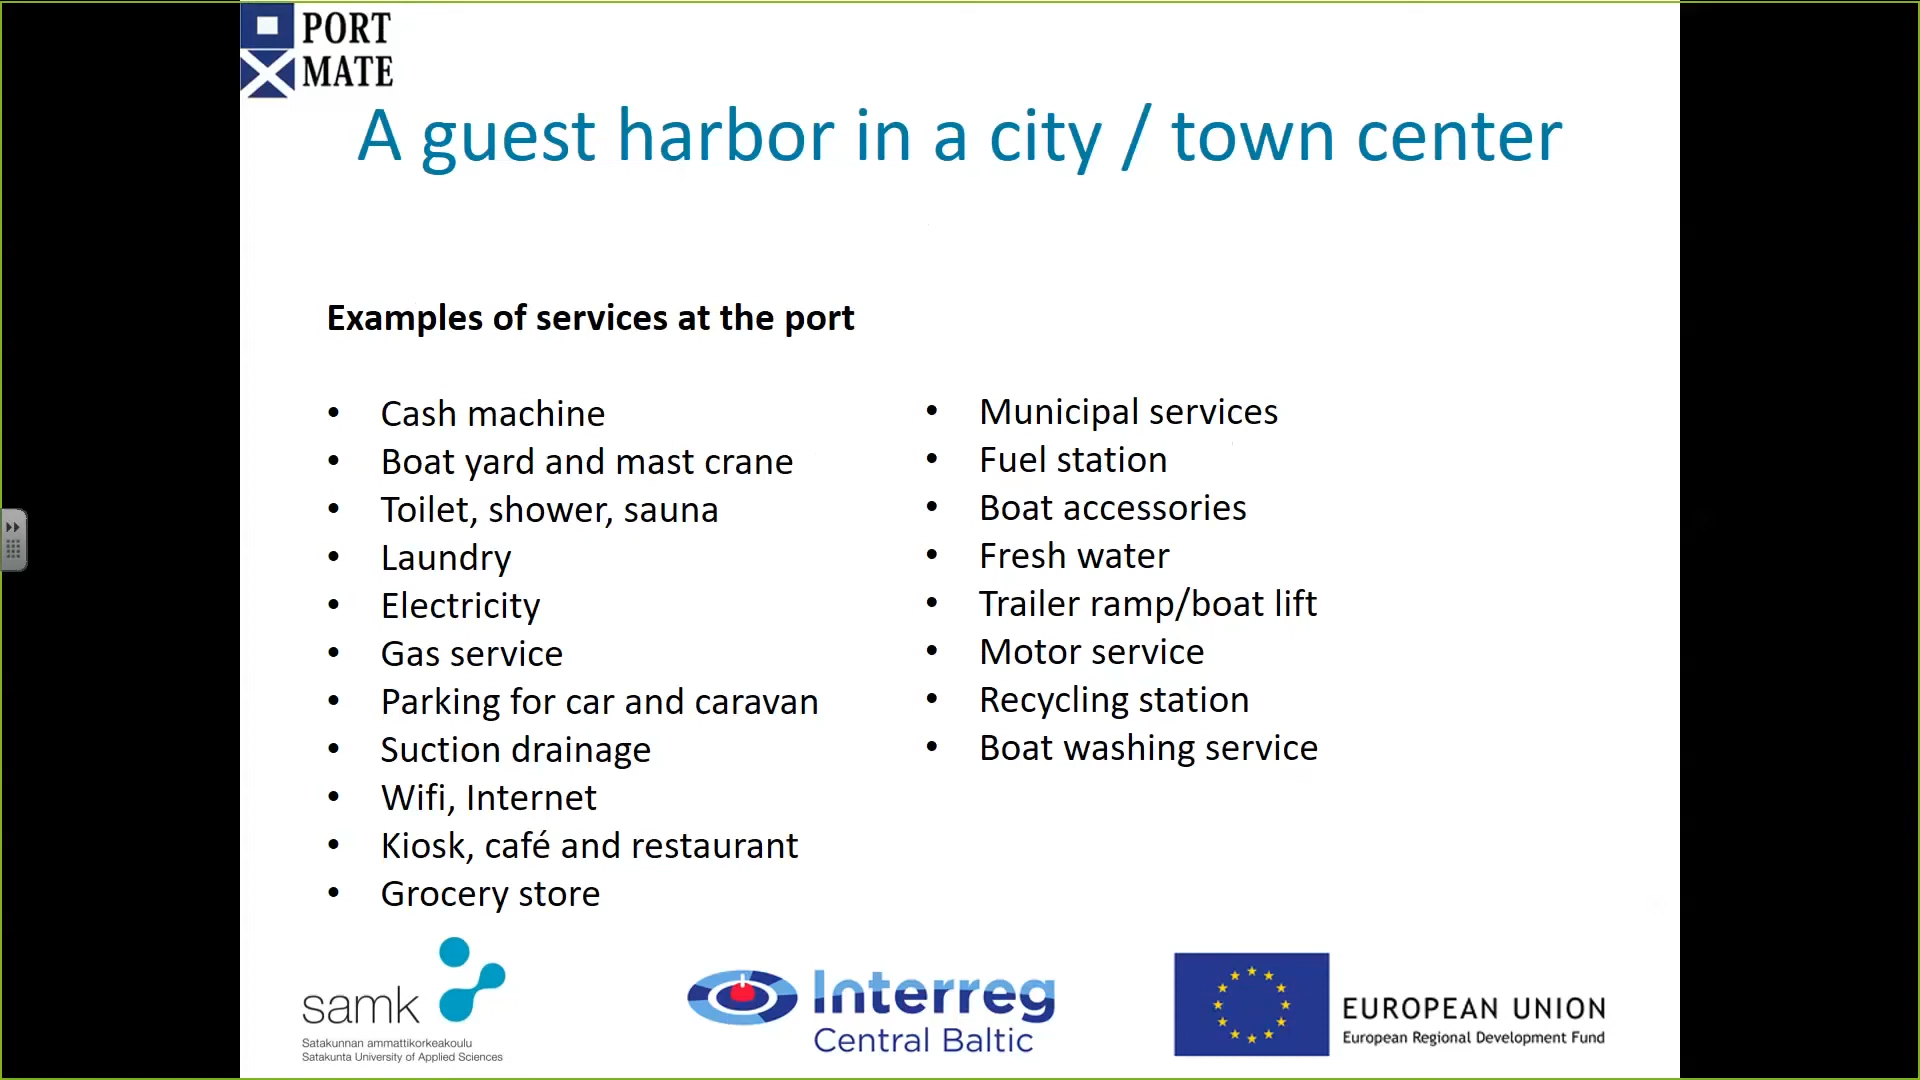 PORT
MATE
A guest harbor in a city / town center
Examples of services at the port
• Cash machine
• Boat yard and mast crane
• Toilet, shower, sauna
• Laundry
• Electricity
• Gas service
• Parking for car and caravan
• Suction drainage
• Wifi, Internet
• Kiosk, café and restaurant
• Grocery store
• Municipal services
• Fuel station
• Boat accessories
• Fresh water
• Trailer ramp/boat lift
• Motor service
• Recycling station
• Boat washing service
samk
Satakunnan ammattikorkeakoulu
Satakunta University of Applied Sciences
Interreg
Central Baltic
EUROPEAN UNION
European Regional Development Fund